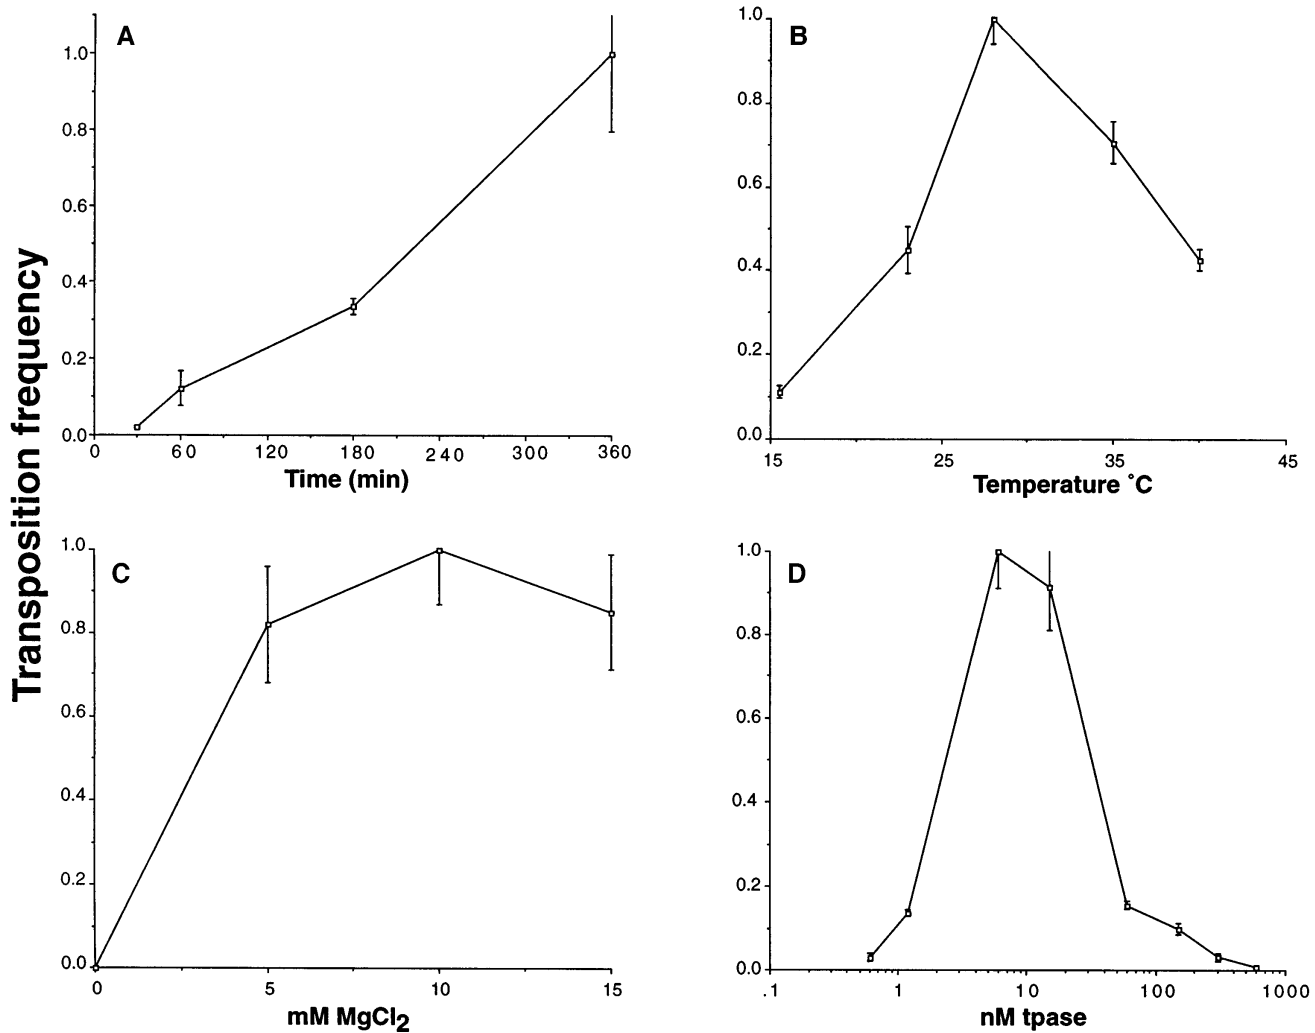 Transposition frequency
A
1.0
0.8
0.6
0.4
0.2
0.0
0 60 120 180 240 300 360
Time (min)
B
1.0
0.8
0.6
0.4
0.2
0.0
15 25 35 45
Temperature °C
C
1.0
0.8
0.6
0.4
0.2
0.0
0 5 10 15
mM MgCl2
D
1.0
0.8
0.6
0.4
0.2
0.0
.1 1 10 100 1000
nM tpase